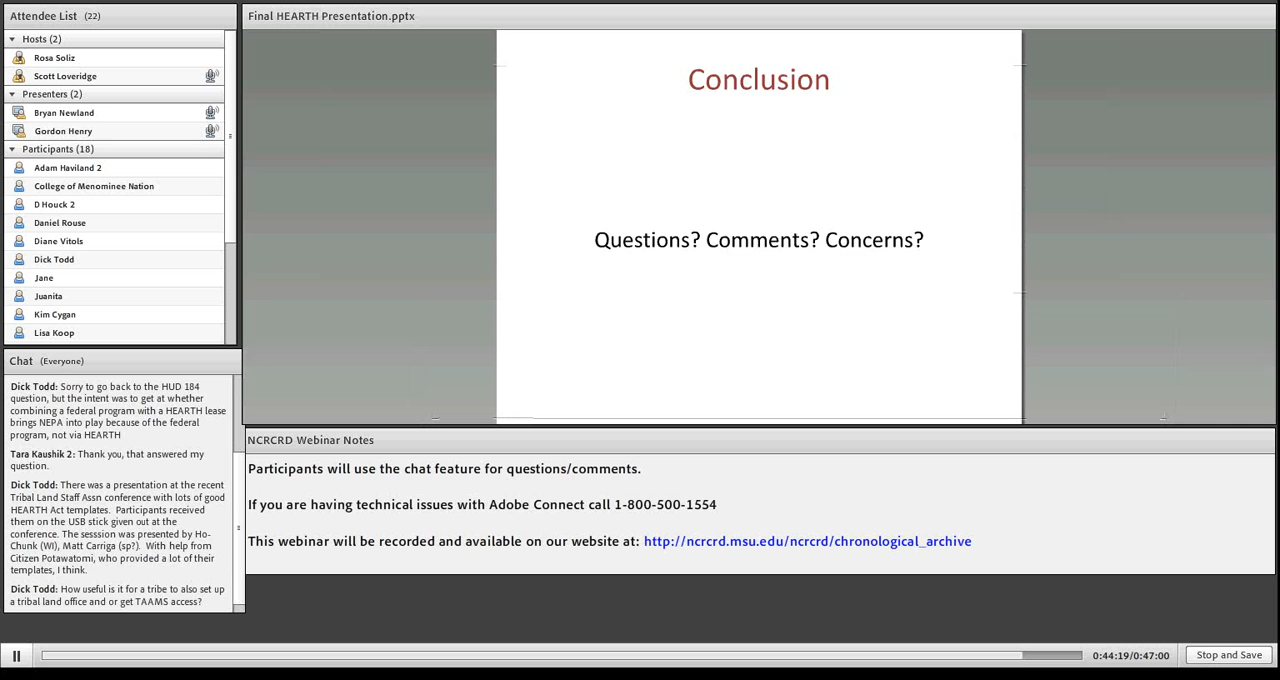 Attendee List (22)
Hosts (2)
Rosa Soliz
Scott Loveridge
Presenters (2)
Bryan Newland
Gordon Henry
Participants (18)
Adam Haviland 2
College of Menominee Nation
D Houck 2
Daniel Rouse
Diane Vitols
Dick Todd
Jane
Juanita
Kim Cygan
Lisa Koop
Chat (Everyone)
Dick Todd: Sorry to go back to the HUD 184
question, but the intent was to get at whether
combining a federal program with a HEARTH lease
brings NEPA into play because of the federal
program, not via HEARTH
Tara Kaushik 2: Thank you, that answered my
question.
Dick Todd: There was a presentation at the recent
Tribal Land Staff Assn conference with lots of good
HEARTH Act templates. Participants received
them on the USB stick given out at the
conference. The sesssion was presented by Ho-
Chunk (WI), Matt Carriga (sp?). With help from
Citizen Potawatomi, who provided a lot of their
templates, I think.
Dick Todd: How useful is it for a tribe to also set up
a tribal land office and or get TAAMS access?
Final HEARTH Presentation.pptx
Conclusion
Questions? Comments? Concerns?
NCRCRD Webinar Notes
Participants will use the chat feature for questions/comments.
If you are having technical issues with Adobe Connect call 1-800-500-1554
This webinar will be recorded and available on our website at: http://ncrcrd.msu.edu/ncrcrd/chronological_archive
0:44:19/0:47:00
Stop and Save